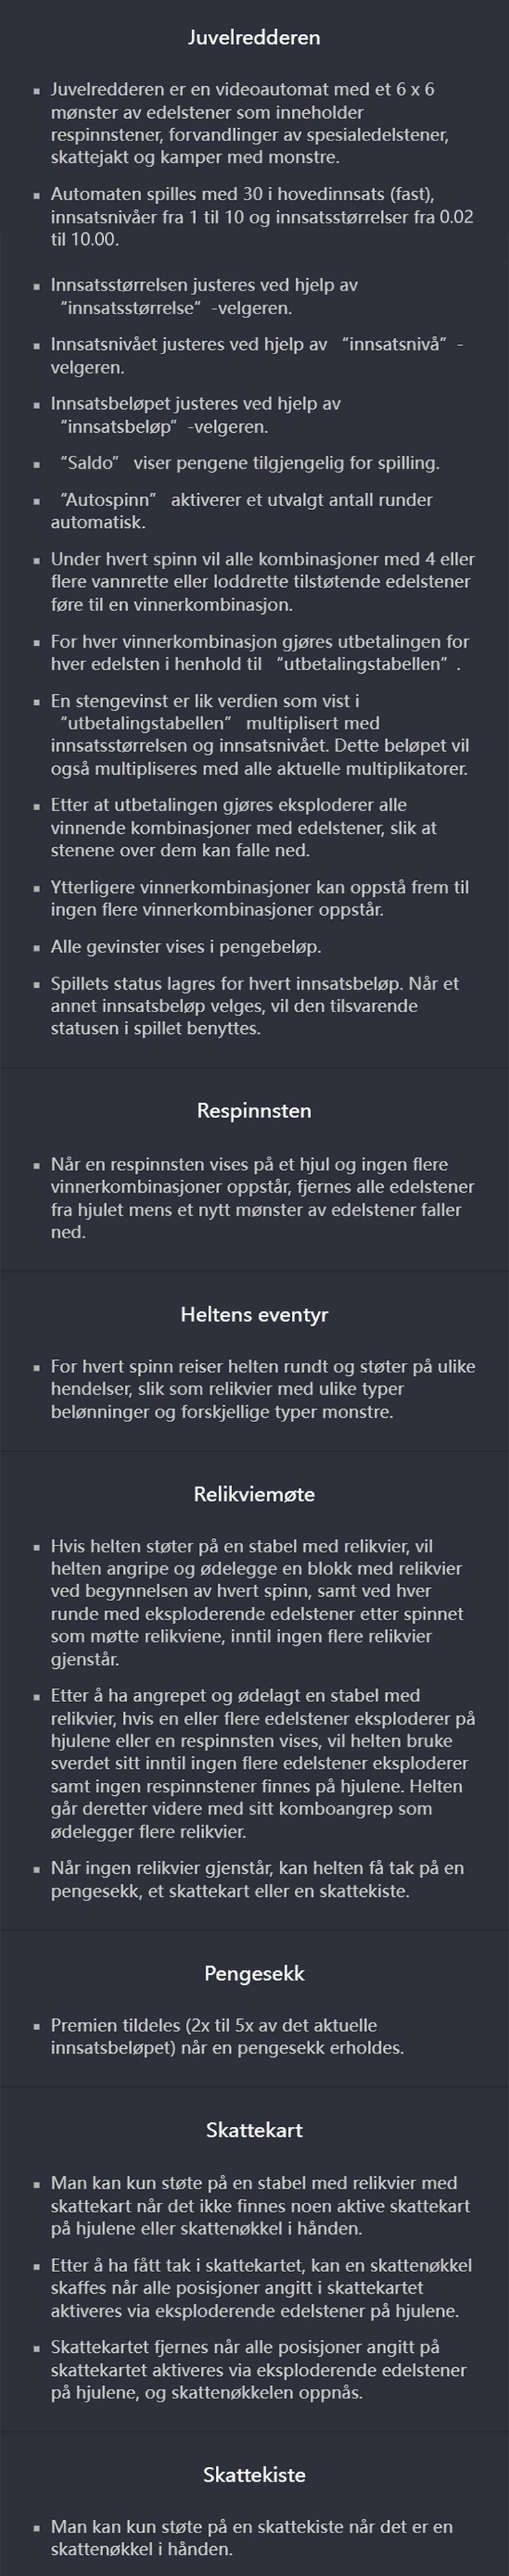 Juvelredderen
▪ Juvelredderen er en videoautomat med et 6 x 6
mønster av edelstener som inneholder
respinnstener, forvandlinger av spesialedelstener,
skattejakt og kamper med monstre.
▪ Automaten spilles med 30 i hovedinnsats (fast),
innsatsnivåer fra 1 til 10 og innsatsstørrelser fra 0.02
til 10.00.
▪ Innsatsstørrelsen justeres ved hjelp av
“innsatsstørrelse” -velgeren.
▪ Innsatsnivået justeres ved hjelp av “innsatsnivå” -
velgeren.
▪ Innsatsbeløpet justeres ved hjelp av
“innsatsbeløp” -velgeren.
▪ “Saldo” viser pengene tilgjengelig for spilling.
▪ “Autospinn” aktiverer et utvalgt antall runder
automatisk.
▪ Under hvert spinn vil alle kombinasjoner med 4 eller
flere vannrette eller loddrette tilstøtende edelstener
føre til en vinnerkombinasjon.
▪ For hver vinnerkombinasjon gjøres utbetalingen for
hver edelsten i henhold til “utbetalingstabellen” .
▪ En stengevinst er lik verdien som vist i
“utbetalingstabellen” multiplisert med
innsatsstørrelsen og innsatsnivået. Dette beløpet vil
også multipliseres med alle aktuelle multiplikatorer.
▪ Etter at utbetalingen gjøres eksploderer alle
vinnende kombinasjoner med edelstener, slik at
stenene over dem kan falle ned.
▪ Ytterligere vinnerkombinasjoner kan oppstå frem til
ingen flere vinnerkombinasjoner oppstår.
▪ Alle gevinster vises i pengebeløp.
▪ Spillets status lagres for hvert innsatsbeløp. Når et
annet innsatsbeløp velges, vil den tilsvarende
statusen i spillet benyttes.
Respinnsten
▪ Når en respinnsten vises på et hjul og ingen flere
vinnerkombinasjoner oppstår, fjernes alle edelstener
fra hjulet mens et nytt mønster av edelstener faller
ned.
Heltens eventyr
▪ For hvert spinn reiser helten rundt og støter på ulike
hendelser, slik som relikvier med ulike typer
belønninger og forskjellige typer monstre.
Relikviemøte
▪ Hvis helten støter på en stabel med relikvier, vil
helten angripe og ødelegge en blokk med relikvier
ved begynnelsen av hvert spinn, samt ved hver
runde med eksploderende edelstener etter spinnet
som møtte relikviene, inntil ingen flere relikvier
gjenstår.
▪ Etter å ha angrepet og ødelagt en stabel med
relikvier, hvis en eller flere edelstener eksploderer på
hjulene eller en respinnsten vises, vil helten bruke
sverdet sitt inntil ingen flere edelstener eksploderer
samt ingen respinnstener finnes på hjulene. Helten
går deretter videre med sitt komboangrep som
ødelegger flere relikvier.
▪ Når ingen relikvier gjenstår, kan helten få tak på en
pengesekk, et skattekart eller en skattekiste.
Pengesekk
▪ Premien tildeles (2x til 5x av det aktuelle
innsatsbeløpet) når en pengesekk erholdes.
Skattekart
▪ Man kan kun støte på en stabel med relikvier med
skattekart når det ikke finnes noen aktive skattekart
på hjulene eller skattenøkkel i hånden.
▪ Etter å ha fått tak i skattekartet, kan en skattenøkkel
skaffes når alle posisjoner angitt i skattekartet
aktiveres via eksploderende edelstener på hjulene.
▪ Skattekartet fjernes når alle posisjoner angitt på
skattekartet aktiveres via eksploderende edelstener
på hjulene, og skattenøkkelen oppnås.
Skattekiste
▪ Man kan kun støte på en skattekiste når det er en
skattenøkkel i hånden.